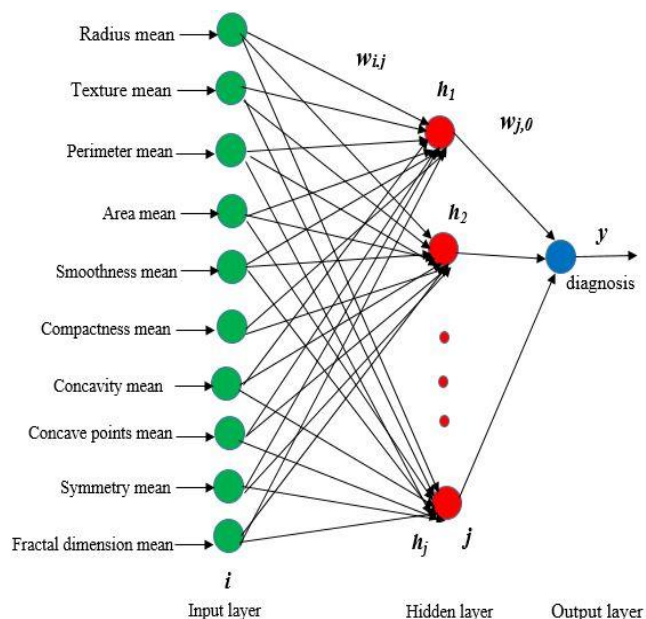 Radius mean
Texture mean
Perimeter mean
Area mean
Smoothness mean
Compactness mean
Concavity mean
Concave points mean
Symmetry mean
Fractal dimension mean
i
Input layer
wi.j
h1
h2
hj
j
Hidden layer
wj,0
y
diagnosis
Output layer